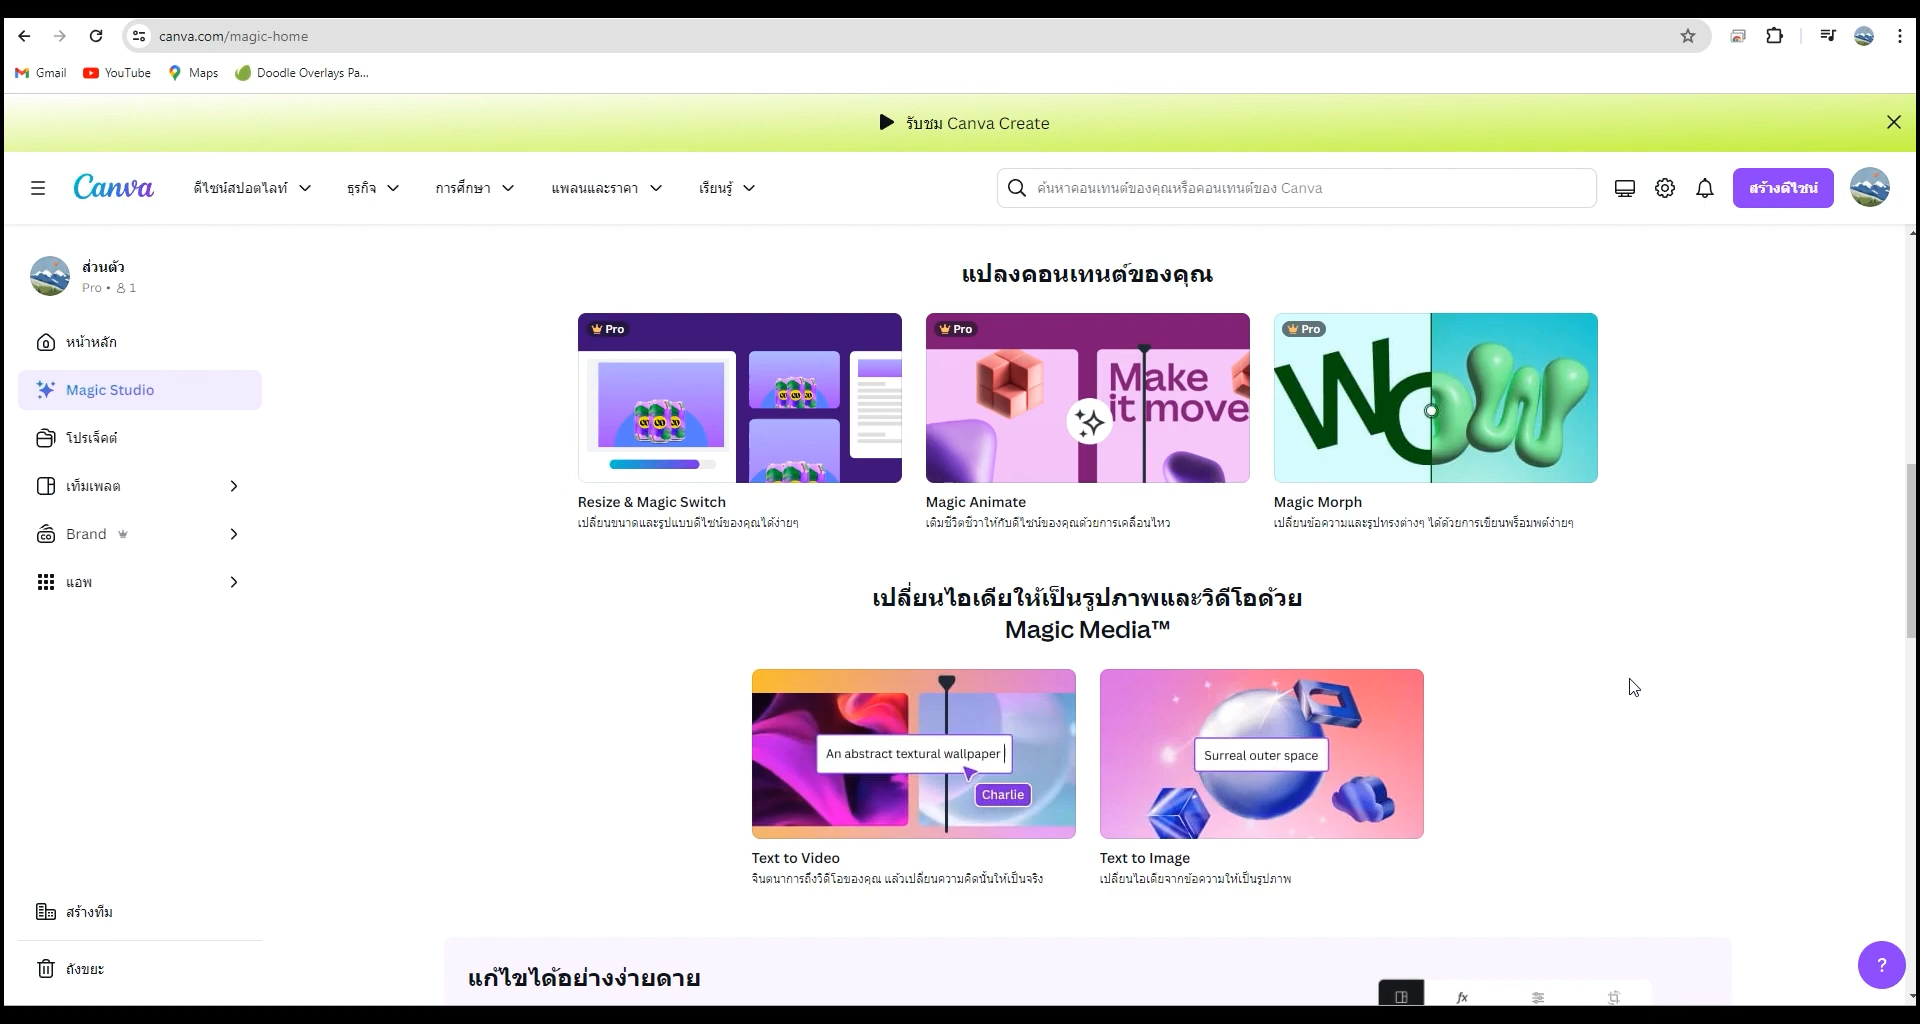 canva.com/magic-home
Gmail YouTube Maps Doodle Overlays Pa...
รับชม Canva Create
Canva ดีไซน์สปอตไลท์ ธุรกิจ การศึกษา แพลนและราคา เรียนรู้ ค้นหาคอนเทนต์ของคุณหรือคอนเทนต์ของ Canva สร้างดีไซน์
ส่วนตัว
Pro • 1
หน้าหลัก
Magic Studio
โปรเจ็คต์
เท็มเพลต
Brand
แอพ
สร้างทีม
ถังขยะ
แปลงคอนเทนต์ของคุณ
Pro
Pro
Make
it move
Pro
WOW
Resize & Magic Switch
เปลี่ยนขนาดและรูปแบบดีไซน์ของคุณได้ง่ายๆ
Magic Animate
เติมชีวิตชีวาให้กับดีไซน์ของคุณด้วยการเคลื่อนไหว
Magic Morph
เปลี่ยนข้อความและรูปทรงต่างๆ ได้ด้วยการเขียนพร็อมพต์ง่ายๆ
เปลี่ยนไอเดียให้เป็นรูปภาพและวิดีโอด้วย
Magic Media™
An abstract textural wallpaper
Charlie
Surreal outer space
Text to Video
จินตนาการถึงวิดีโอของคุณ แล้วเปลี่ยนความคิดนั้นให้เป็นจริง
Text to Image
เปลี่ยนไอเดียจากข้อความให้เป็นรูปภาพ
แก้ไขได้อย่างง่ายดาย
fx
?